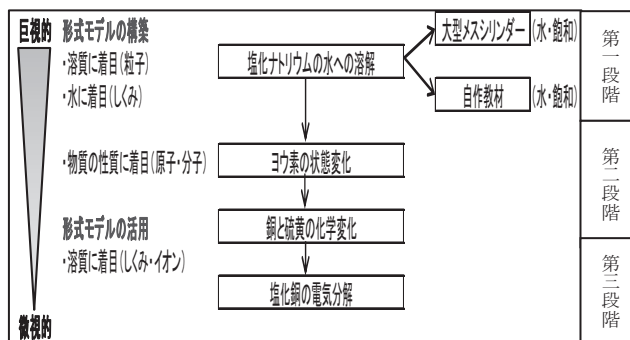 巨視的
形式モデルの構築
・溶質に着目(粒子)
・水に着目(しくみ)
塩化ナトリウムの水への溶解
大型メスシリンダー (水・飽和)
自作教材 (水・飽和)
第一段階
・物質の性質に着目(原子・分子)
ヨウ素の状態変化
第二段階
形式モデルの活用
・溶質に着目(しくみ・イオン)
銅と硫黄の化学変化
塩化銅の電気分解
第三段階
微視的